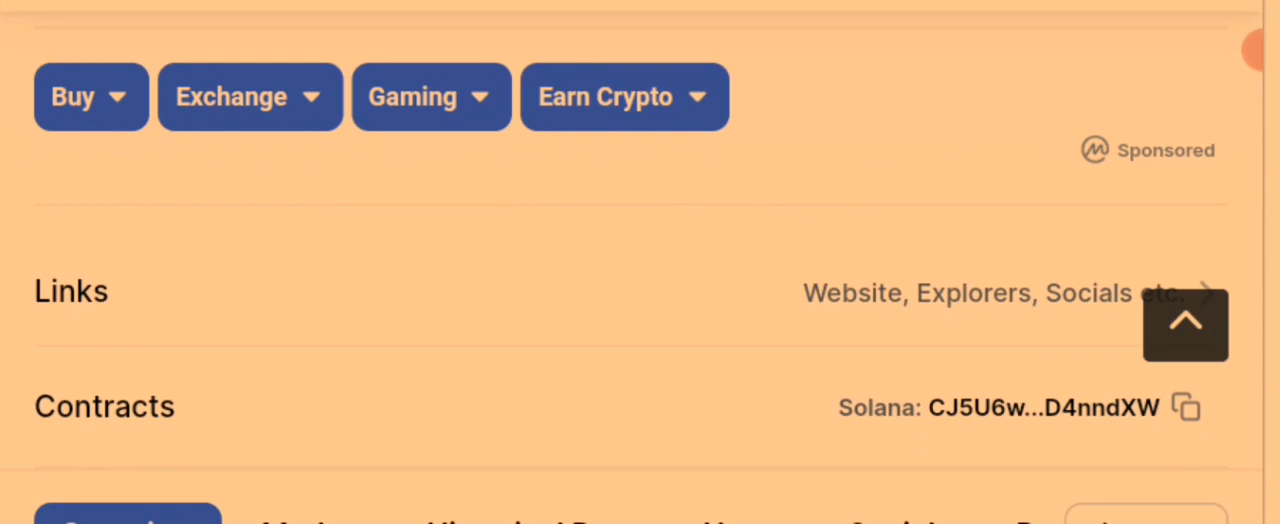 Buy Exchange Gaming Earn Crypto
Sponsored
Links Website, Explorers, Socials etc.
Contracts Solana: CJ5U6w...D4nndXW